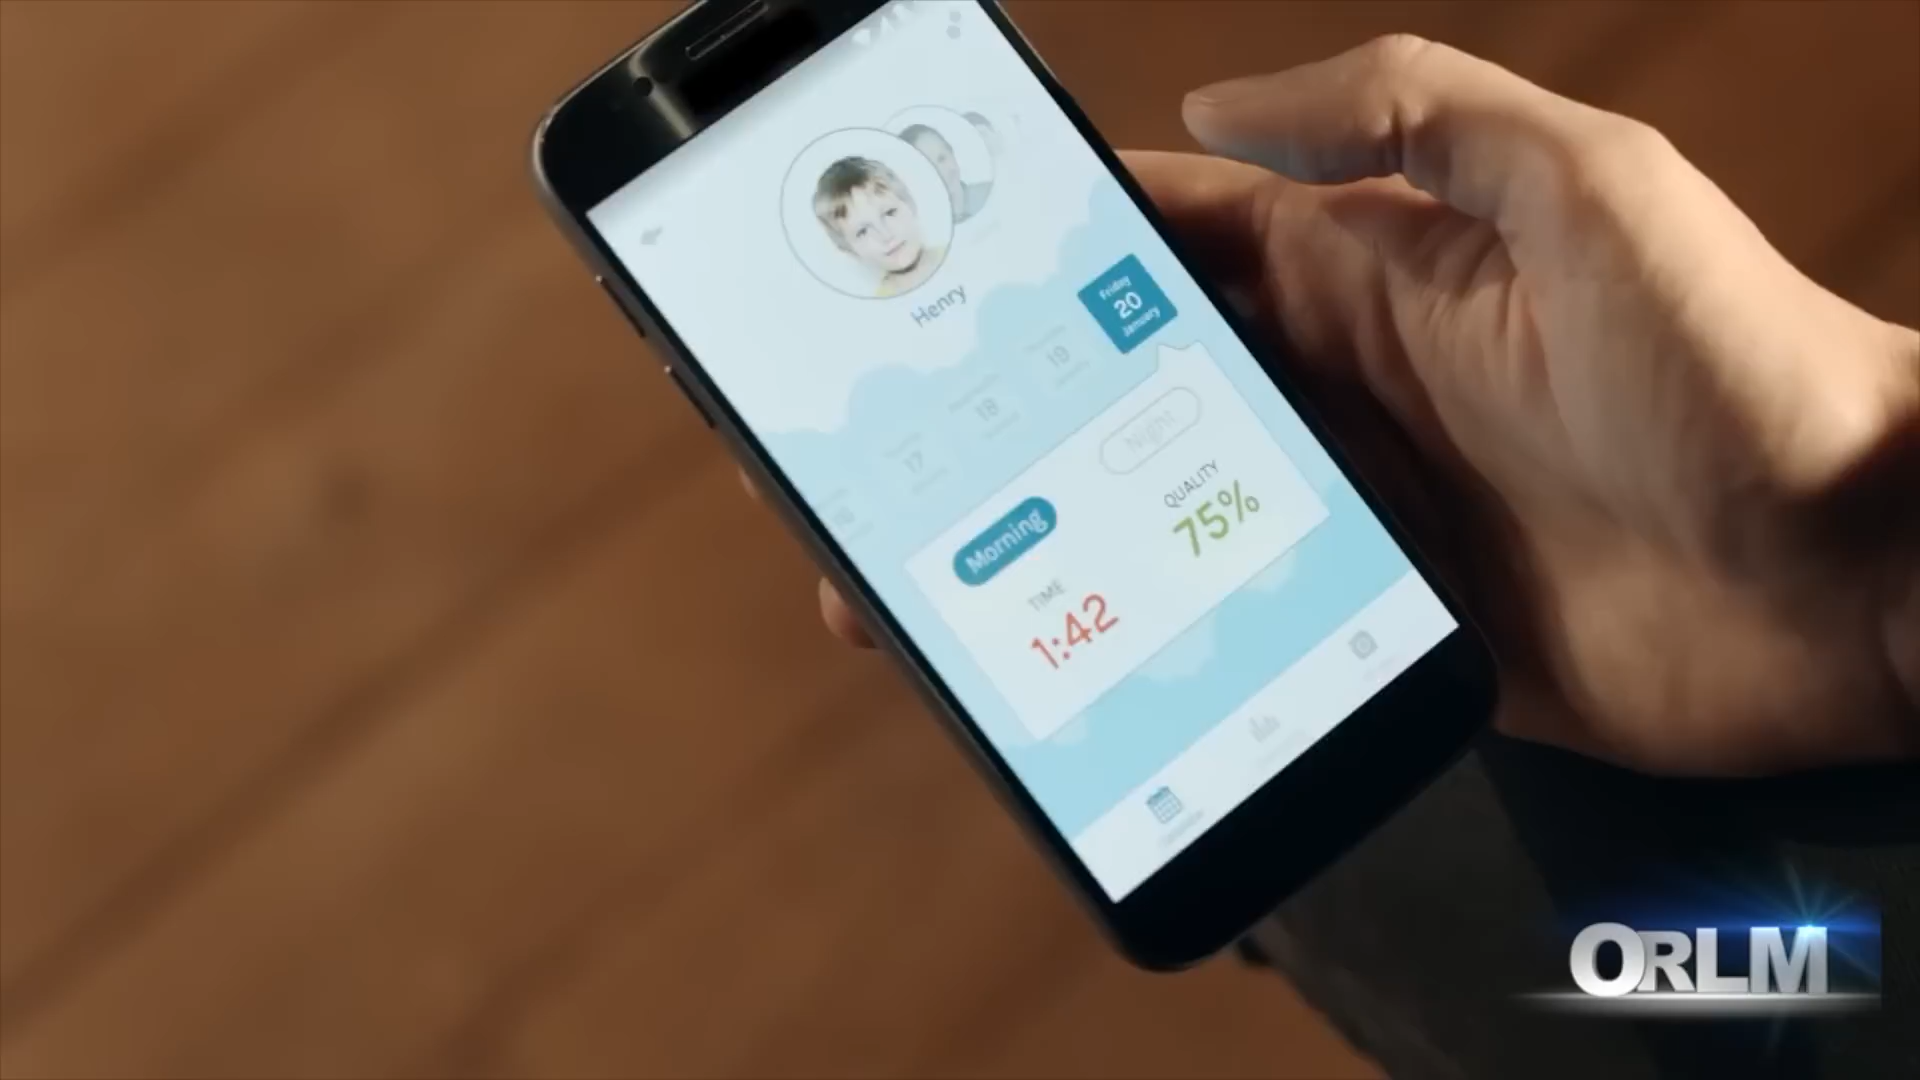 Henry
Friday
20
January
19
18
17
Morning
Night
TIME
1:42
QUALITY
75%
ORLM